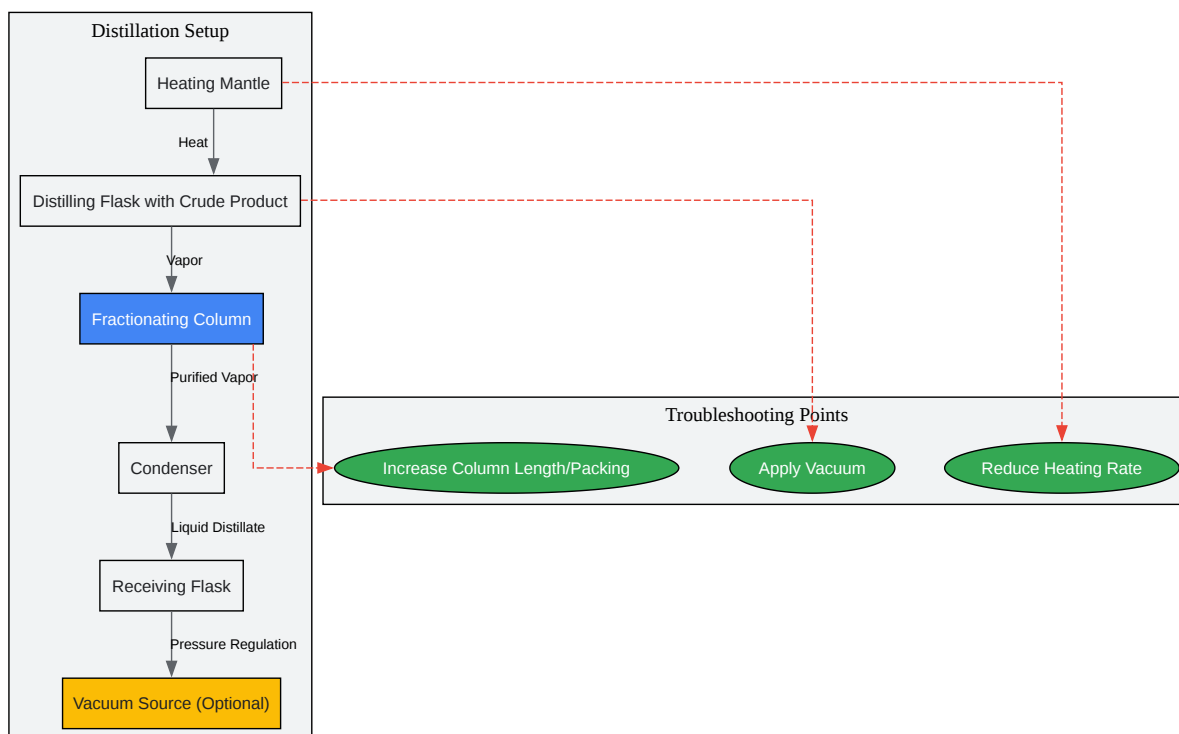 Distillation Setup
Heating Mantle
Heat
Distilling Flask with Crude Product
Vapor
Fractionating Column
Purified Vapor
Condenser
Liquid Distillate
Receiving Flask
Pressure Regulation
Vacuum Source (Optional)
Troubleshooting Points
Increase Column Length/Packing
Apply Vacuum
Reduce Heating Rate